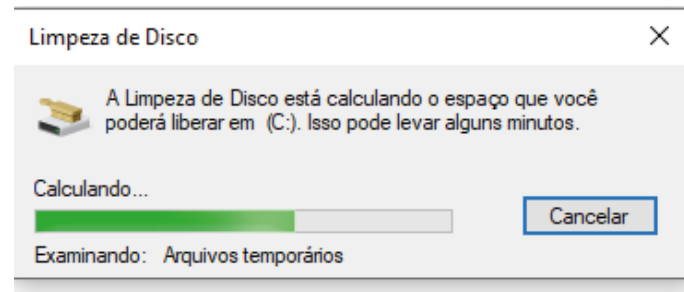 Limpeza de Disco
A Limpeza de Disco está calculando o espaço que você
poderá liberar em  (C:). Isso pode levar alguns minutos.
Calculando...
Cancelar
Examinando:   Arquivos temporários